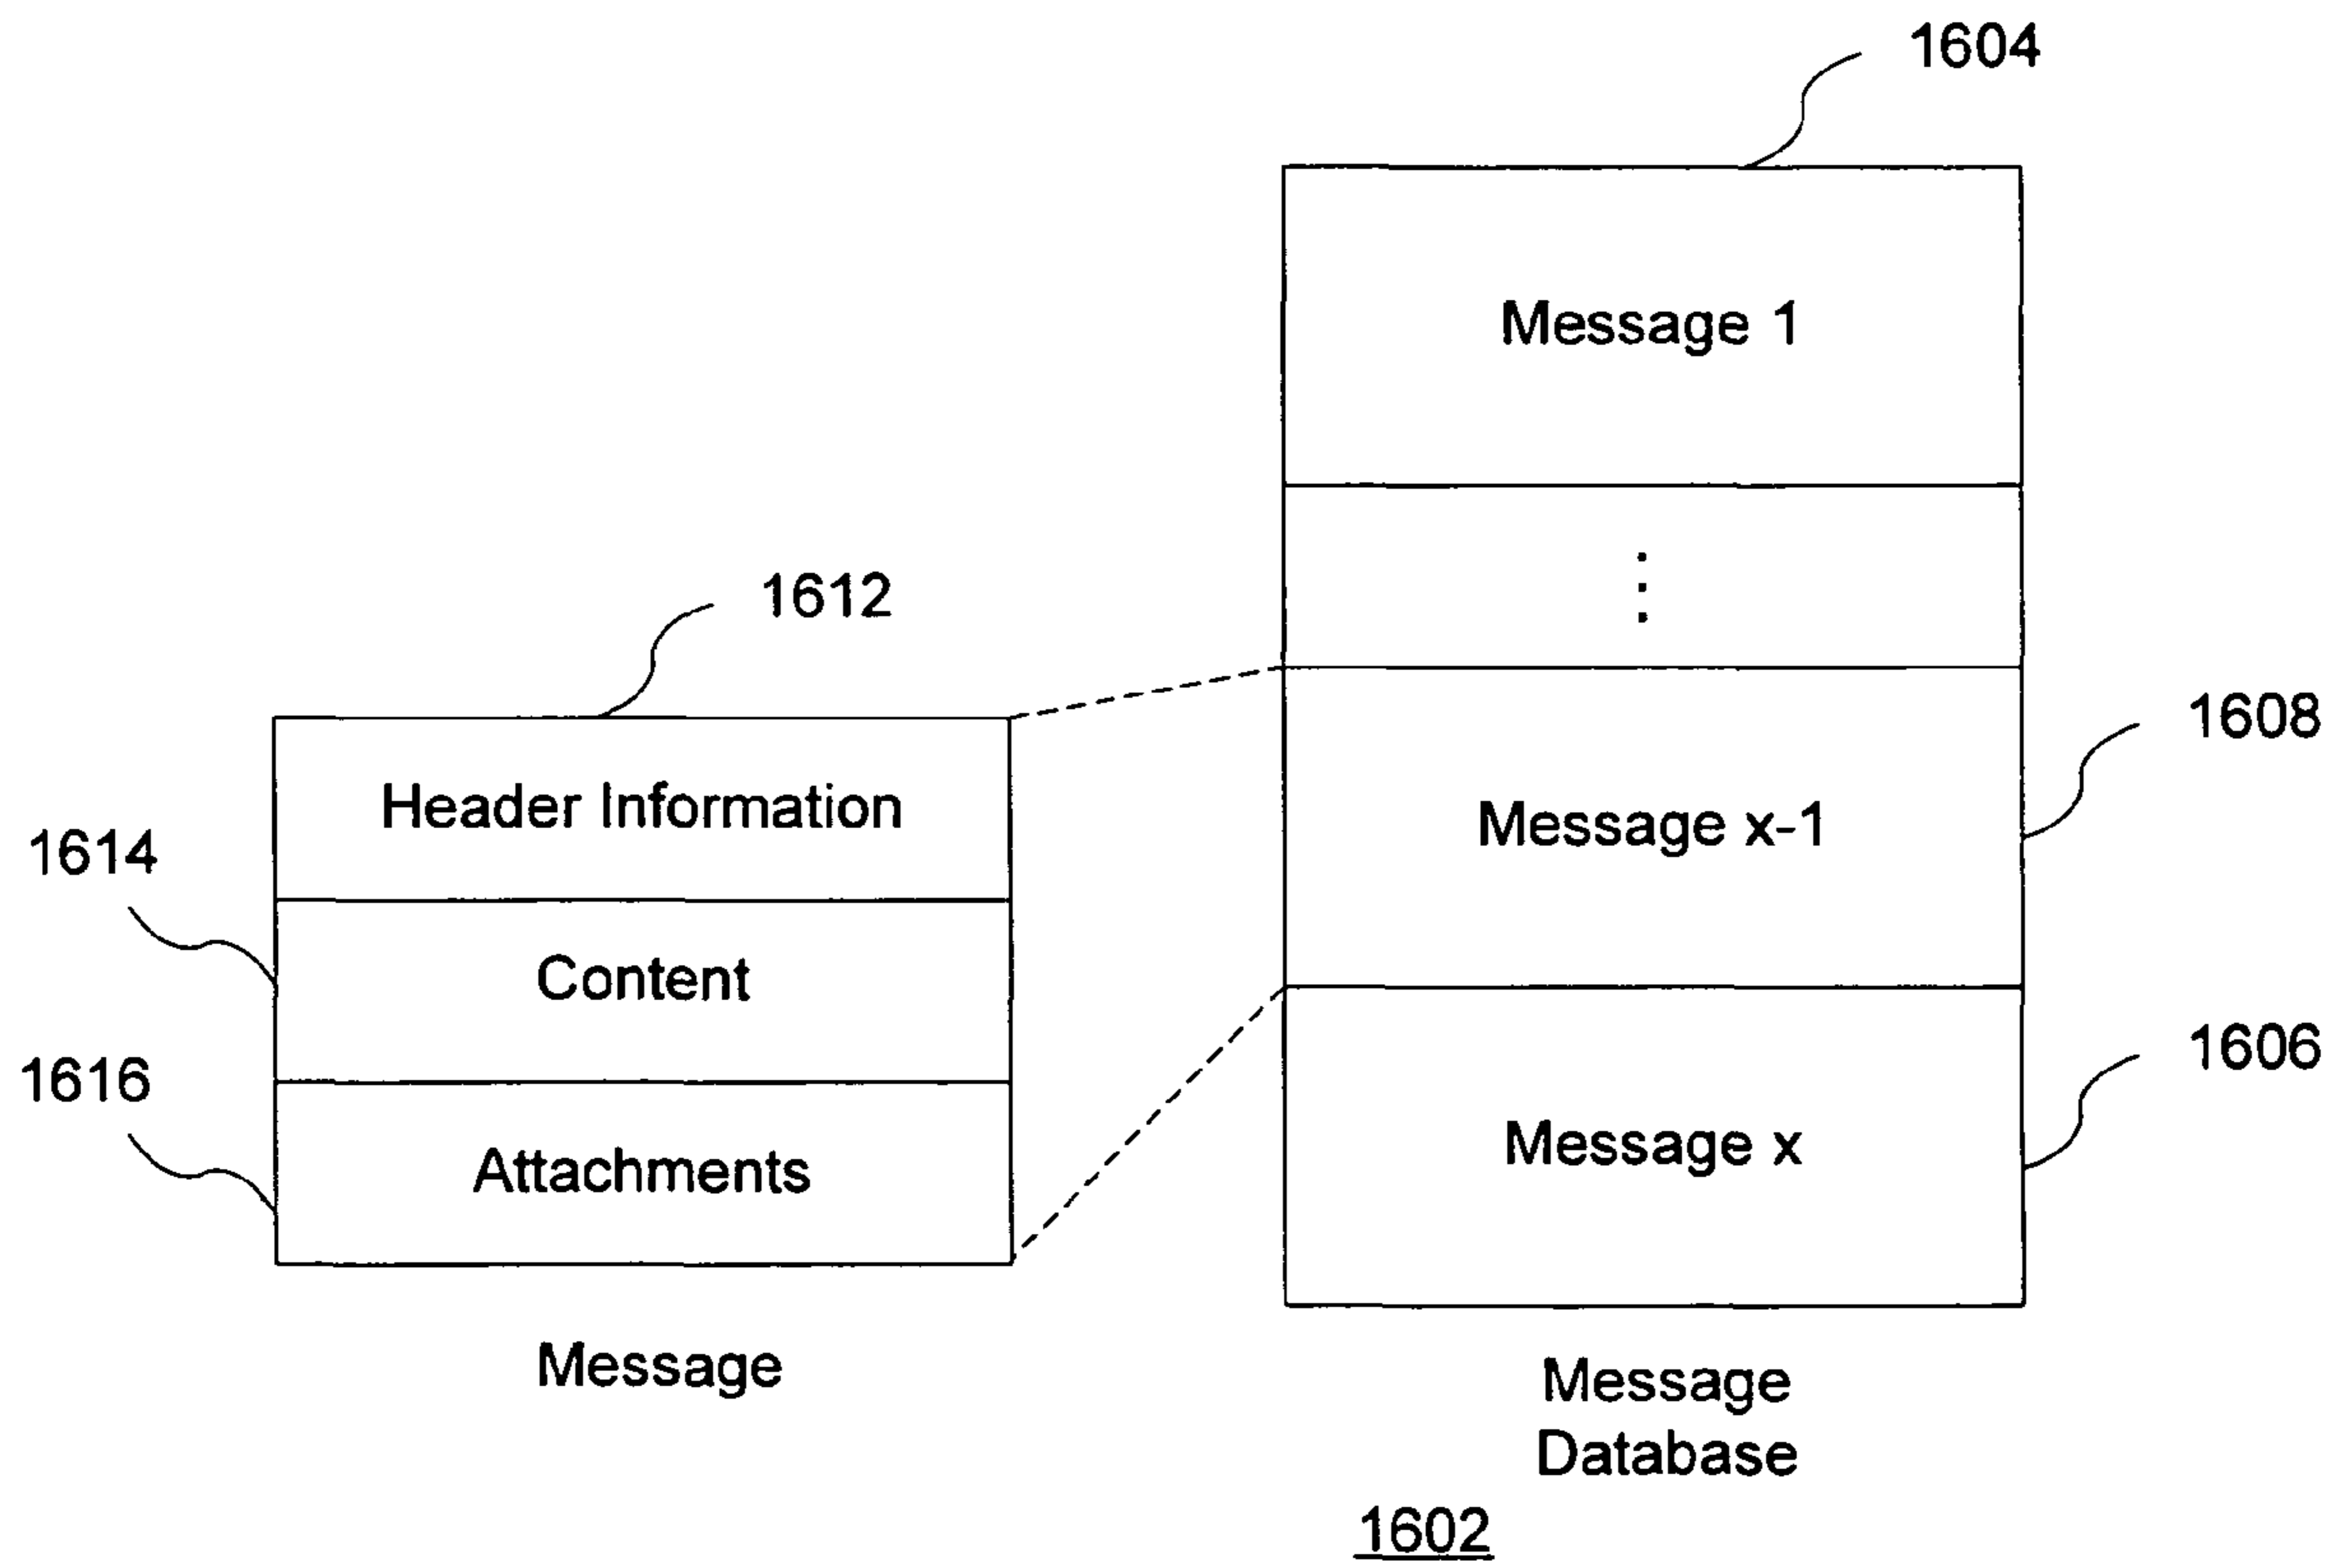 1604
Message 1
⋮
1612
1608
Header Information
Message x-1
1614
Content
1606
1616
Message x
Attachments
Message
Message
Database
1602